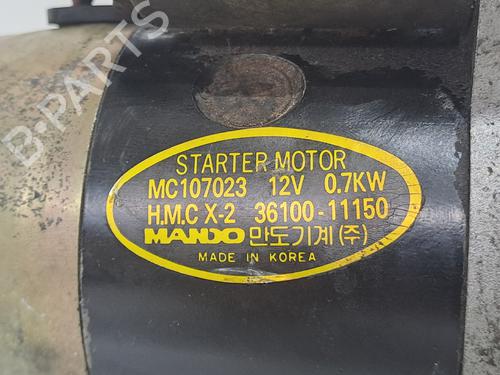 B-PARTS
STARTER MOTOR
MC107023 12V 0.7KW
H.M.C X-2 36100-11150
MANDO 만도기계(주)
MADE IN KOREA